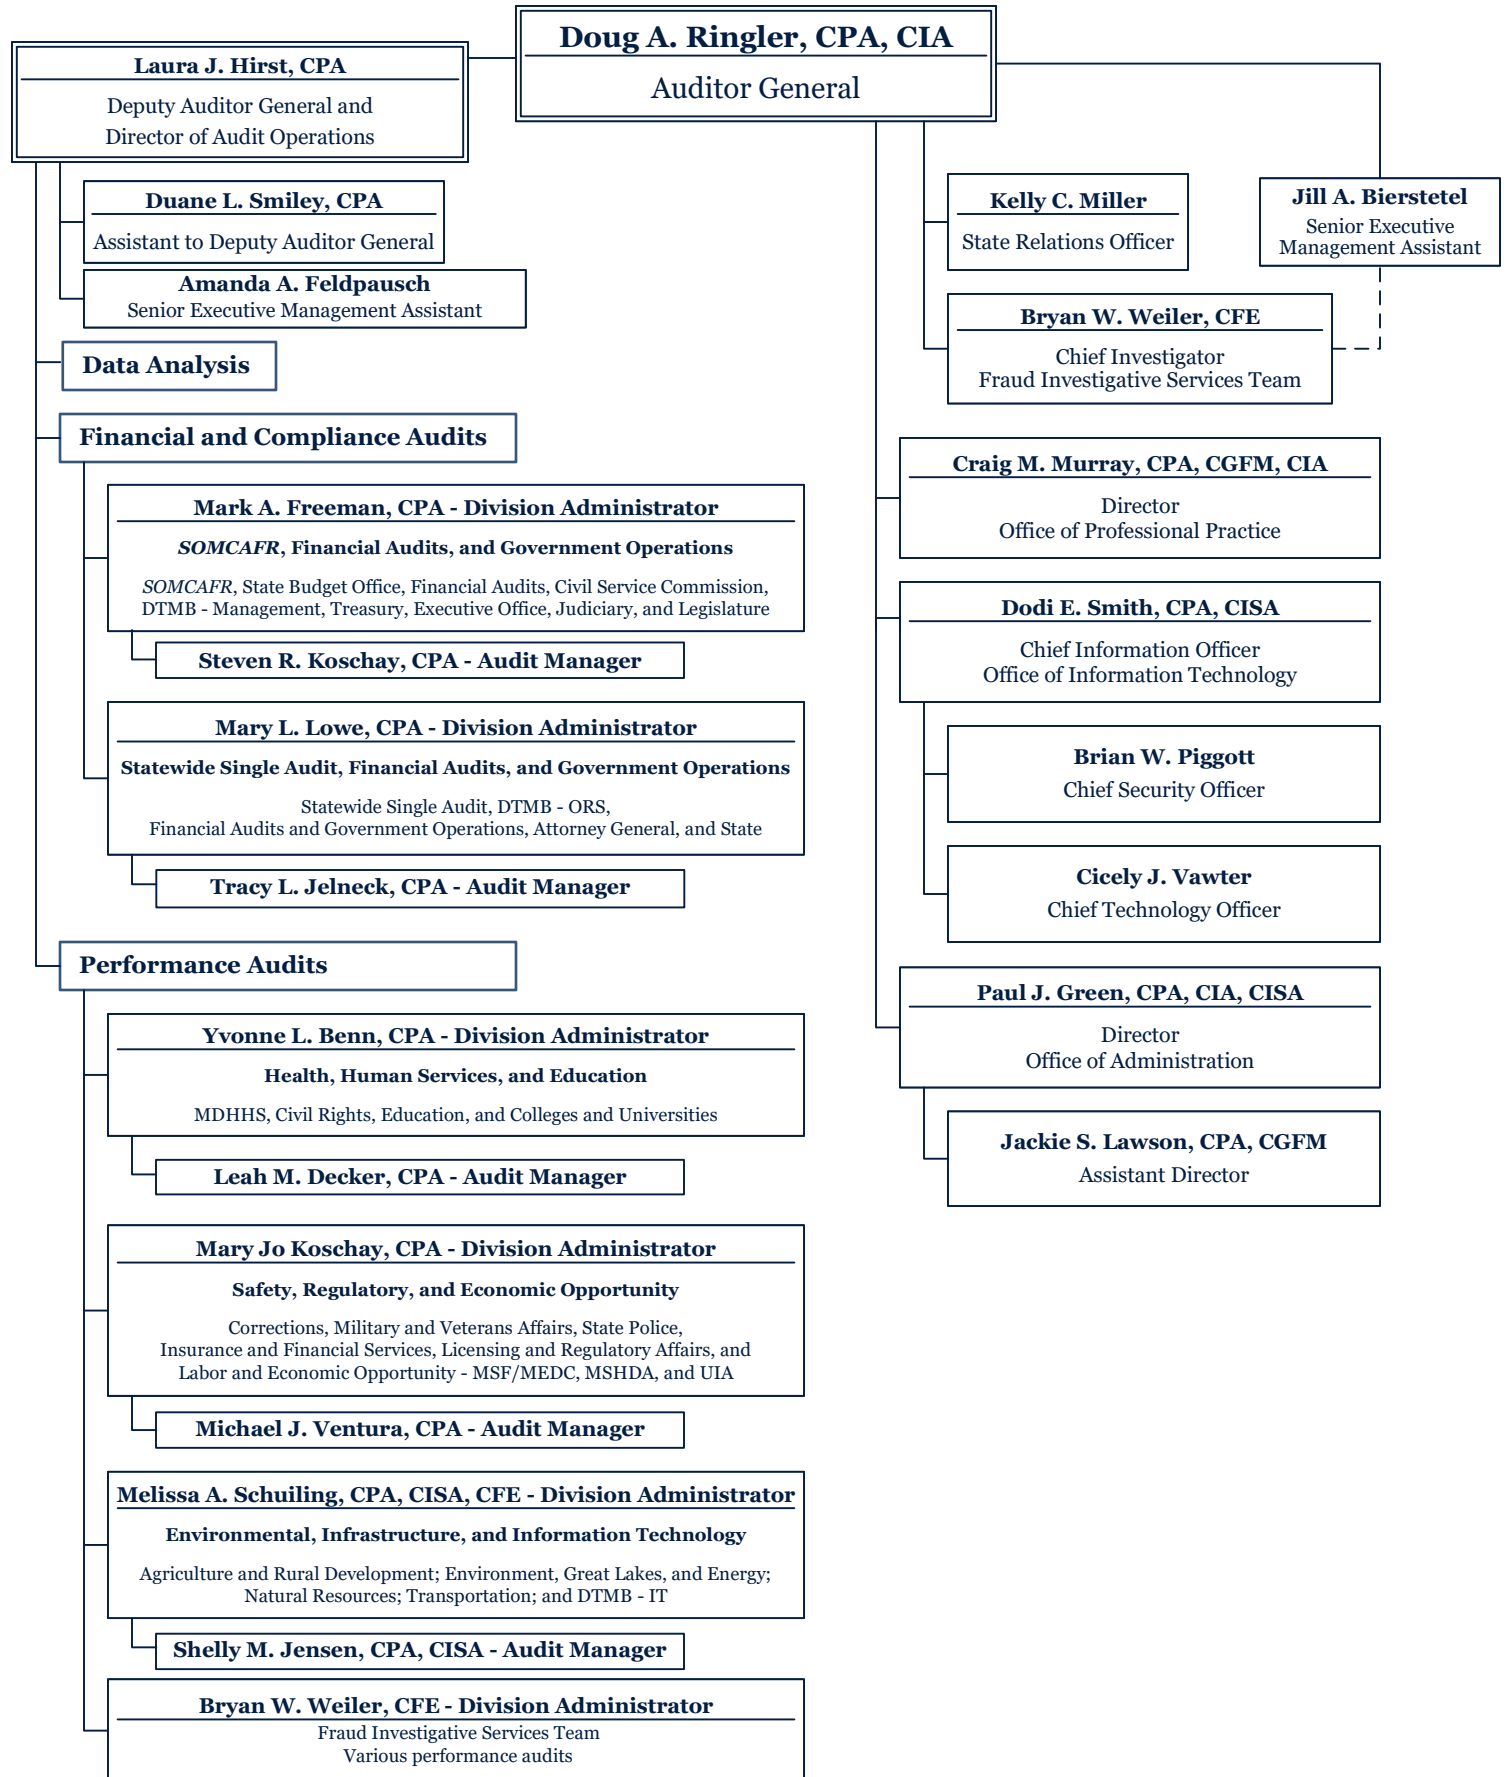 Doug A. Ringler, CPA, CIA
Auditor General
Laura J. Hirst, CPA
Deputy Auditor General and
Director of Audit Operations
Duane L. Smiley, CPA
Assistant to Deputy Auditor General
Amanda A. Feldpausch
Senior Executive Management Assistant
Data Analysis
Financial and Compliance Audits
Mark A. Freeman, CPA - Division Administrator
SOMCAFR, Financial Audits, and Government Operations
SOMCAFR, State Budget Office, Financial Audits, Civil Service Commission,
DTMB - Management, Treasury, Executive Office, Judiciary, and Legislature
Steven R. Koschay, CPA - Audit Manager
Mary L. Lowe, CPA - Division Administrator
Statewide Single Audit, Financial Audits, and Government Operations
Statewide Single Audit, DTMB - ORS,
Financial Audits and Government Operations, Attorney General, and State
Tracy L. Jelneck, CPA - Audit Manager
Performance Audits
Yvonne L. Benn, CPA - Division Administrator
Health, Human Services, and Education
MDHHS, Civil Rights, Education, and Colleges and Universities
Leah M. Decker, CPA - Audit Manager
Mary Jo Koschay, CPA - Division Administrator
Safety, Regulatory, and Economic Opportunity
Corrections, Military and Veterans Affairs, State Police,
Insurance and Financial Services, Licensing and Regulatory Affairs, and
Labor and Economic Opportunity - MSF/MEDC, MSHDA, and UIA
Michael J. Ventura, CPA - Audit Manager
Melissa A. Schuiling, CPA, CISA, CFE - Division Administrator
Environmental, Infrastructure, and Information Technology
Agriculture and Rural Development; Environment, Great Lakes, and Energy;
Natural Resources; Transportation; and DTMB - IT
Shelly M. Jensen, CPA, CISA - Audit Manager
Bryan W. Weiler, CFE - Division Administrator
Fraud Investigative Services Team
Various performance audits
Kelly C. Miller
State Relations Officer
Jill A. Bierstetel
Senior Executive
Management Assistant
Bryan W. Weiler, CFE
Chief Investigator
Fraud Investigative Services Team
Craig M. Murray, CPA, CGFM, CIA
Director
Office of Professional Practice
Dodi E. Smith, CPA, CISA
Chief Information Officer
Office of Information Technology
Brian W. Piggott
Chief Security Officer
Cicely J. Vawter
Chief Technology Officer
Paul J. Green, CPA, CIA, CISA
Director
Office of Administration
Jackie S. Lawson, CPA, CGFM
Assistant Director